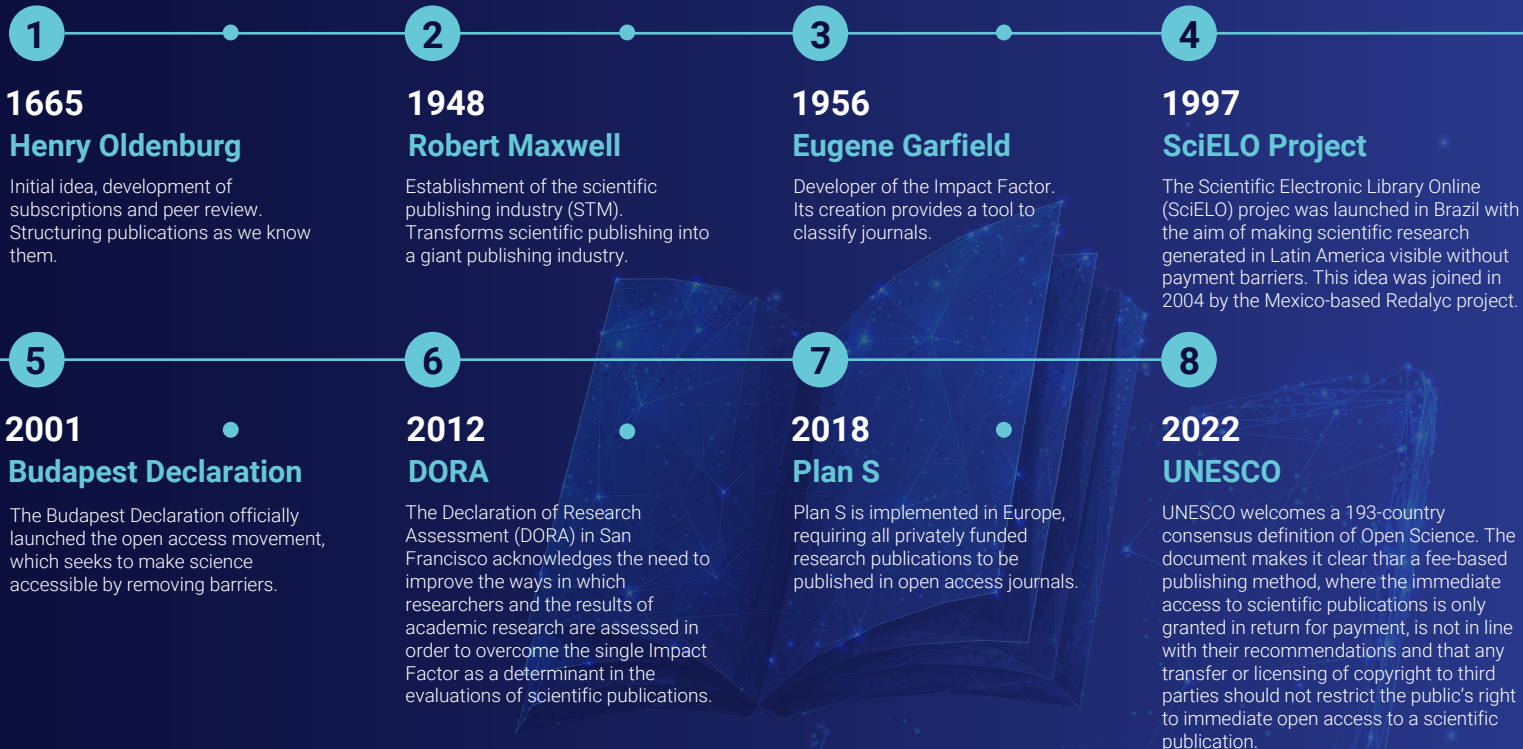 1
1665
Henry Oldenburg
Initial idea, development of
subscriptions and peer review.
Structuring publications as we know
them.
2
1948
Robert Maxwell
Establishment of the scientific
publishing industry (STM).
Transforms scientific publishing into
a giant publishing industry.
3
1956
Eugene Garfield
Developer of the Impact Factor.
Its creation provides a tool to
classify journals.
4
1997
SciELO Project
The Scientific Electronic Library Online
(SciELO) projec was launched in Brazil with
the aim of making scientific research
generated in Latin America visible without
payment barriers. This idea was joined in
2004 by the Mexico-based Redalyc project.
5
2001
Budapest Declaration
The Budapest Declaration officially
launched the open access movement,
which seeks to make science
accessible by removing barriers.
6
2012
DORA
The Declaration of Research
Assessment (DORA) in San
Francisco acknowledges the need to
improve the ways in which
researchers and the results of
academic research are assessed in
order to overcome the single Impact
Factor as a determinant in the
evaluations of scientific publications.
7
2018
Plan S
Plan S is implemented in Europe,
requiring all privately funded
research publications to be
published in open access journals.
8
2022
UNESCO
UNESCO welcomes a 193-country
consensus definition of Open Science. The
document makes it clear thar a fee-based
publishing method, where the immediate
access to scientific publications is only
granted in return for payment, is not in line
with their recommendations and that any
transfer or licensing of copyright to third
parties should not restrict the public's right
to immediate open access to a scientific
publication.